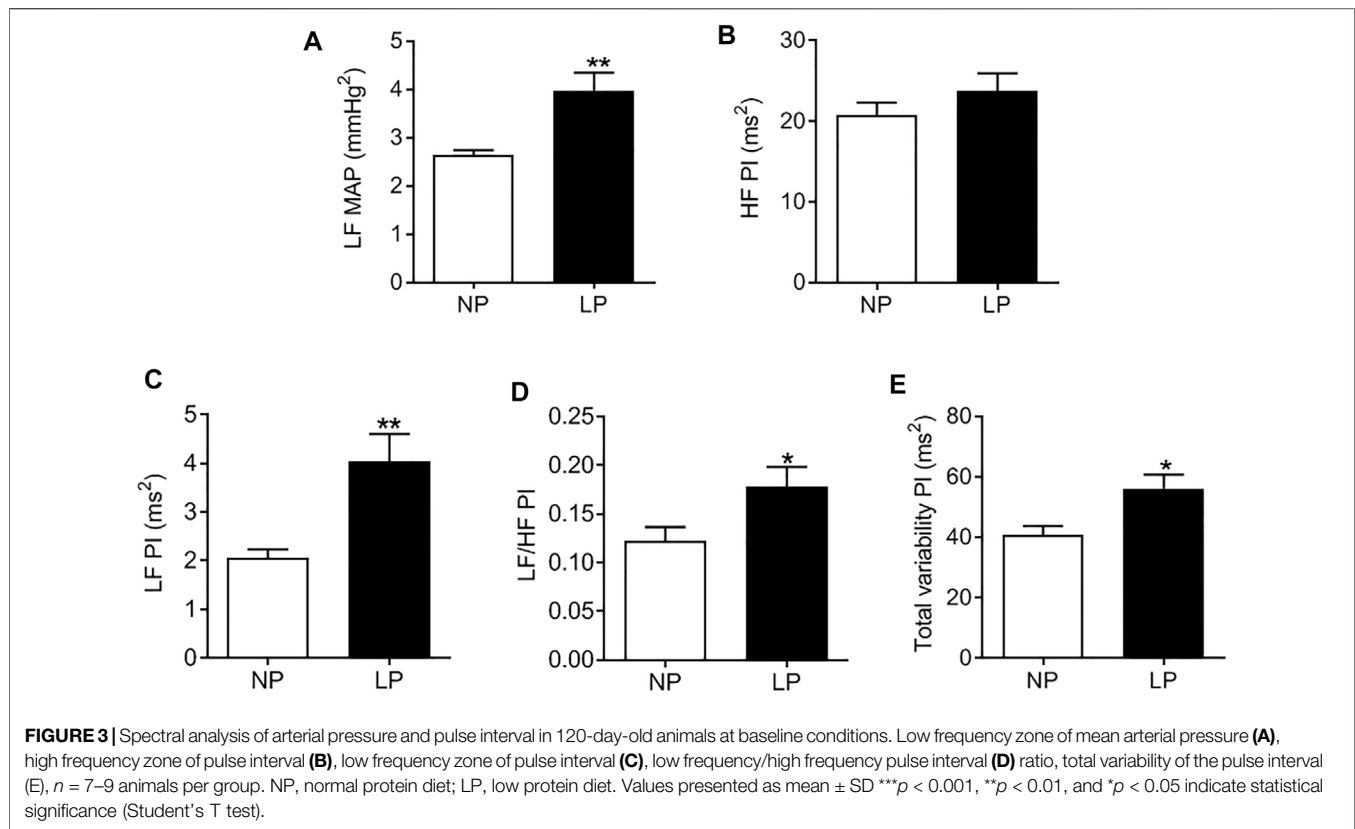 A
LF MAP (mmHg²)
5
4
3
2
1
0
**
NP LP
B
HF PI (ms²)
30
20
10
0
NP LP
C
LF PI (ms²)
5
4
3
2
1
0
**
NP LP
D
LF/HF PI
0.25
0.20
0.15
0.10
0.05
0.00
*
NP LP
E
Total variability PI (ms²)
80
60
40
20
0
*
NP LP
FIGURE 3 | Spectral analysis of arterial pressure and pulse interval in 120-day-old animals at baseline conditions. Low frequency zone of mean arterial pressure (A),
high frequency zone of pulse interval (B), low frequency zone of pulse interval (C), low frequency/high frequency pulse interval (D) ratio, total variability of the pulse interval
(E), n = 7–9 animals per group. NP, normal protein diet; LP, low protein diet. Values presented as mean ± SD ***p < 0.001, **p < 0.01, and *p < 0.05 indicate statistical
significance (Student's T test).